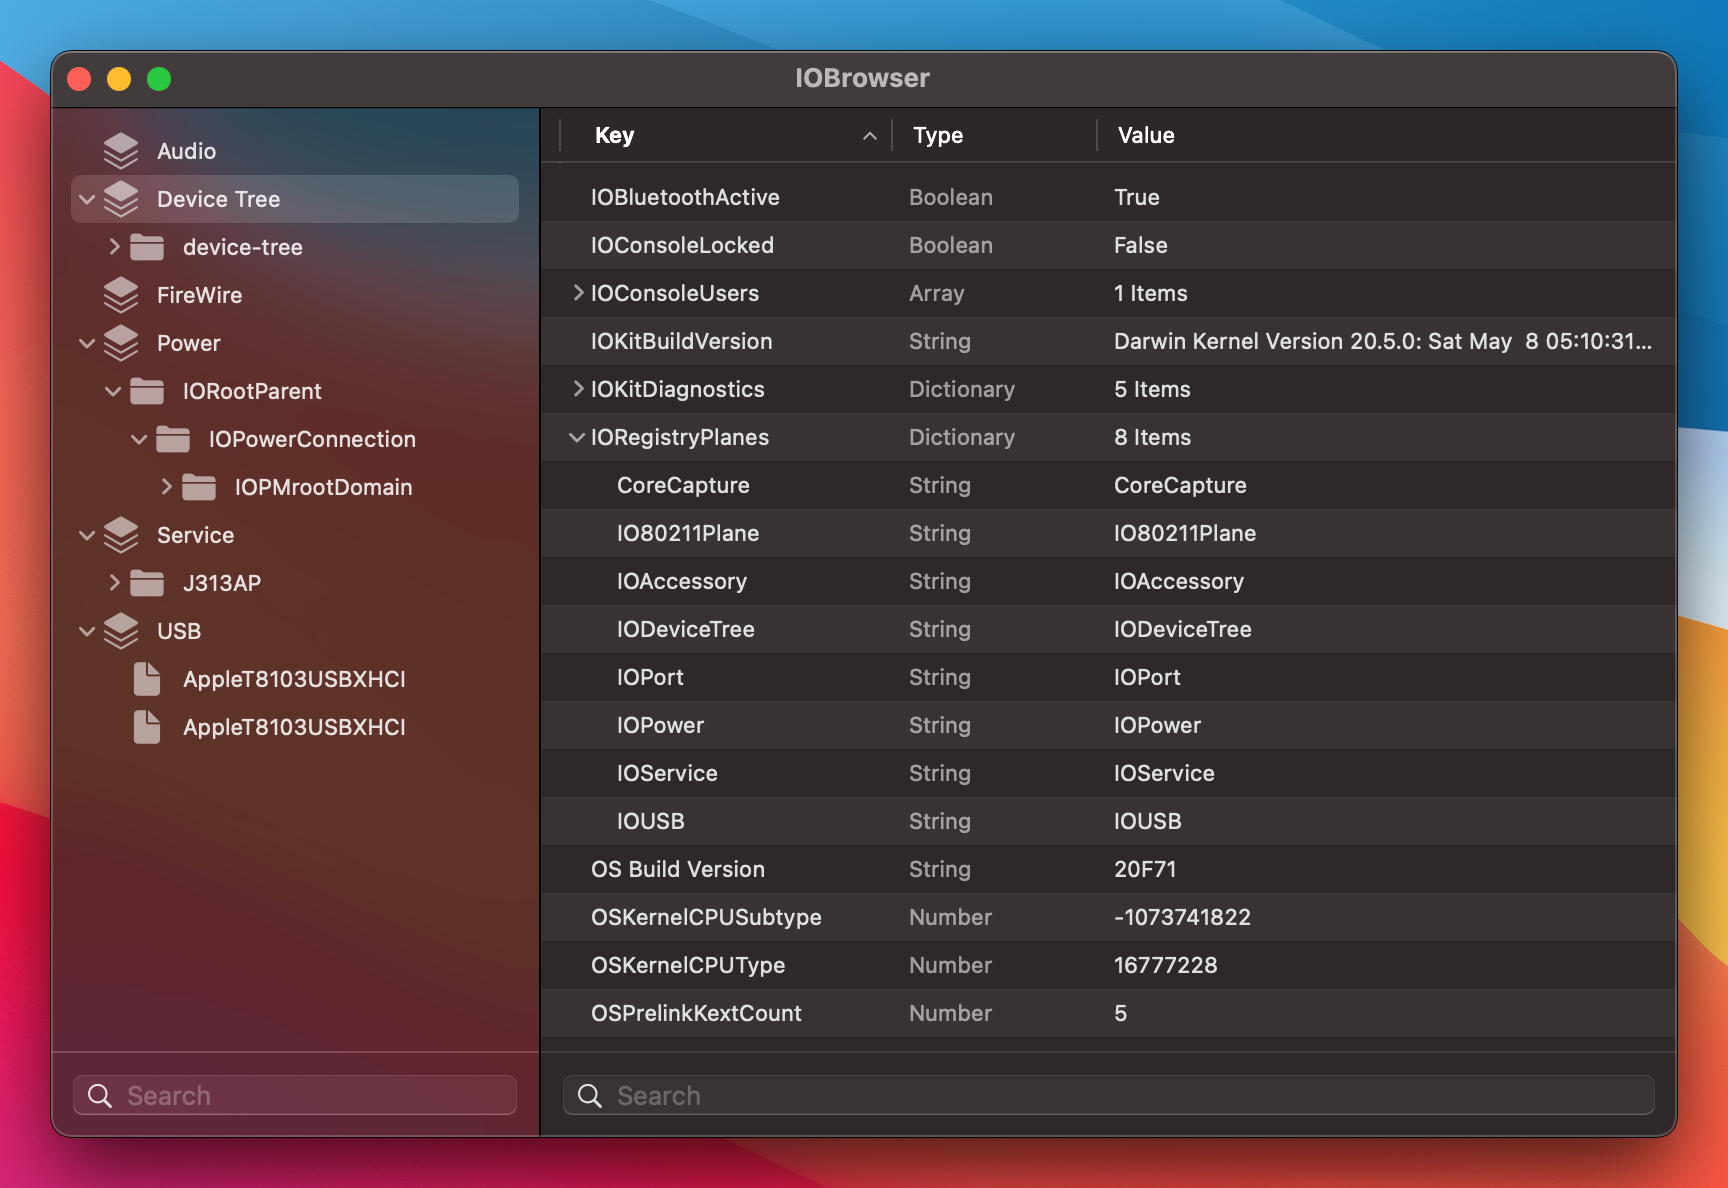 IOBrowser
Audio
Device Tree
device-tree
FireWire
Power
IORootParent
IOPowerConnection
IOPMrootDomain
Service
J313AP
USB
AppleT8103USBXHCI
AppleT8103USBXHCI
Search
Key Type Value
IOBluetoothActive Boolean True
IOConsoleLocked Boolean False
IOConsoleUsers Array 1 Items
IOKitBuildVersion String Darwin Kernel Version 20.5.0: Sat May  8 05:10:31...
IOKitDiagnostics Dictionary 5 Items
IORegistryPlanes Dictionary 8 Items
CoreCapture String CoreCapture
IO80211Plane String IO80211Plane
IOAccessory String IOAccessory
IODeviceTree String IODeviceTree
IOPort String IOPort
IOPower String IOPower
IOService String IOService
IOUSB String IOUSB
OS Build Version String 20F71
OSKernelCPUSubtype Number -1073741822
OSKernelCPUType Number 16777228
OSPrelinkKextCount Number 5
Search